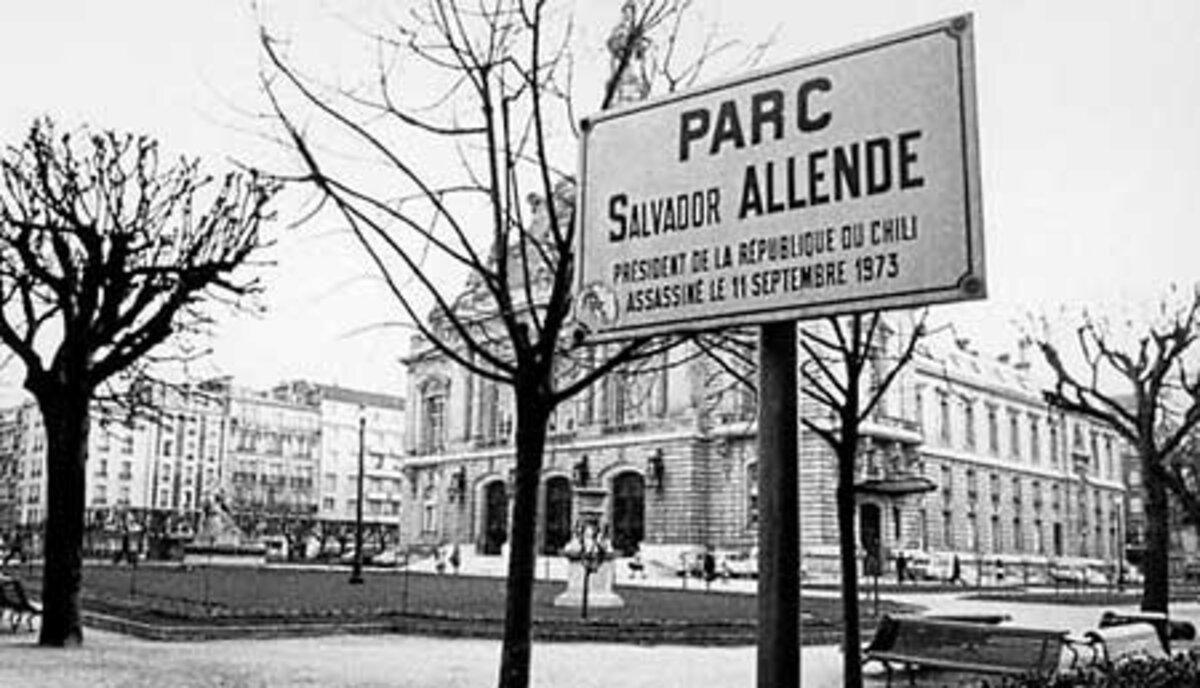 PARC
SALVADOR ALLENDE
PRÉSIDENT DE LA RÉPUBLIQUE DU CHILI
ASSASSINÉ LE 11 SEPTEMBRE 1973